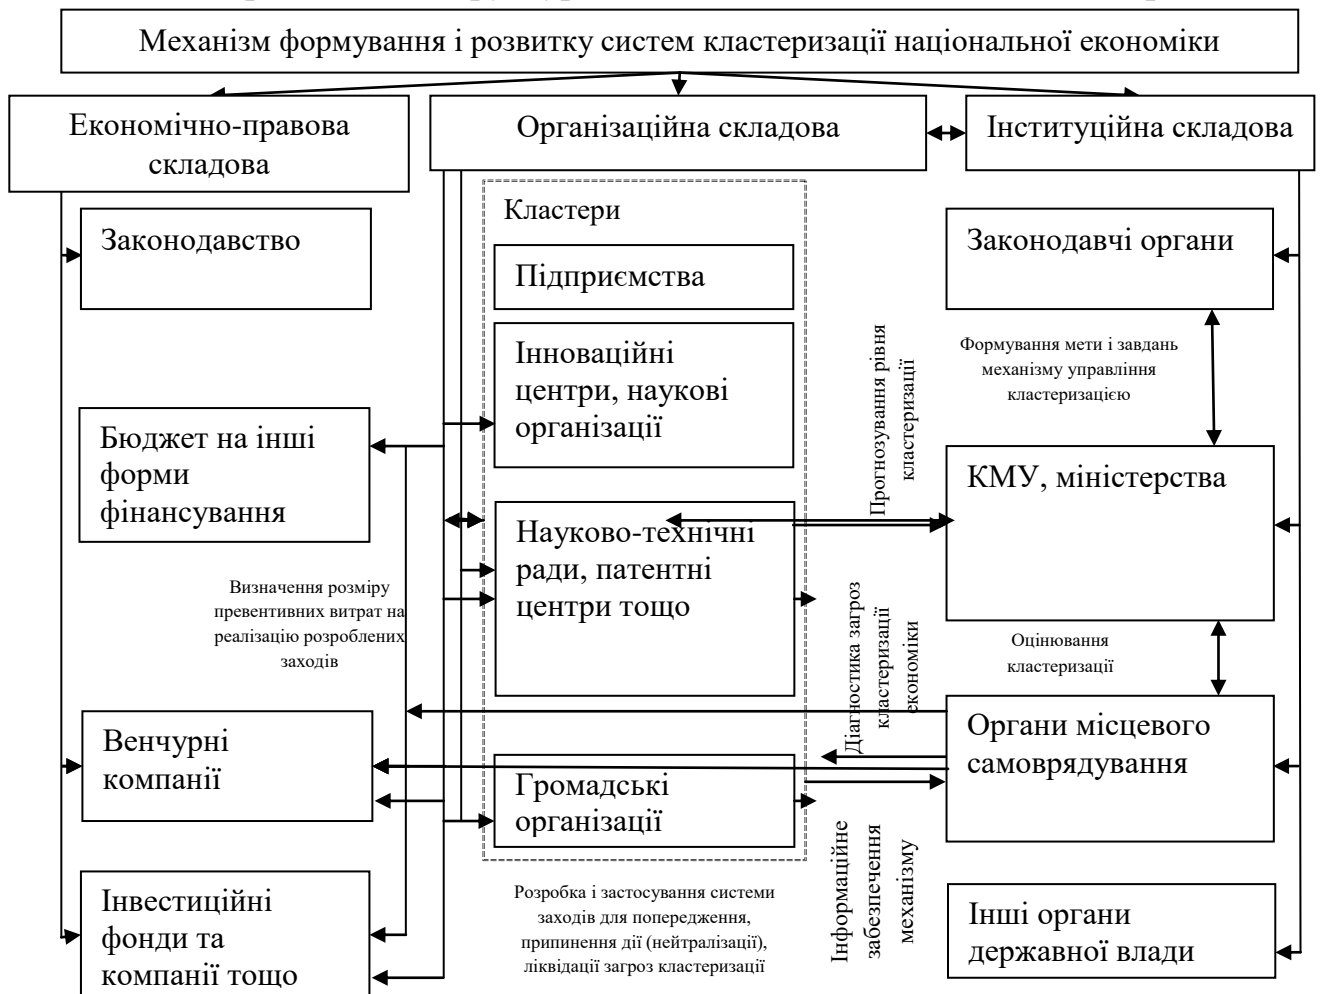 Механізм формування і розвитку систем кластеризації національної економіки
Економічно-правова
складова
Організаційна складова
Інституційна складова
Законодавство
Бюджет на інші
форми
фінансування
Визначення розміру
превентивних витрат на
реалізацію розроблених
заходів
Венчурні
компанії
Інвестиційні
фонди та
компанії тощо
Кластери
Підприємства
Інноваційні
центри, наукові
організації
Науково-технічні
ради, патентні
центри тощо
Громадські
організації
Розробка і застосування системи
заходів для попередження,
припинення дії (нейтралізації),
ліквідації загроз кластеризації
Прогнозування рівня
кластеризації
Діагностика загроз
кластеризації
економіки
Інформаційне
забезпечення
механізму
Законодавчі органи
Формування мети і завдань
механізму управління
кластеризацією
КМУ, міністерства
Оцінювання
кластеризації
Органи місцевого
самоврядування
Інші органи
державної влади